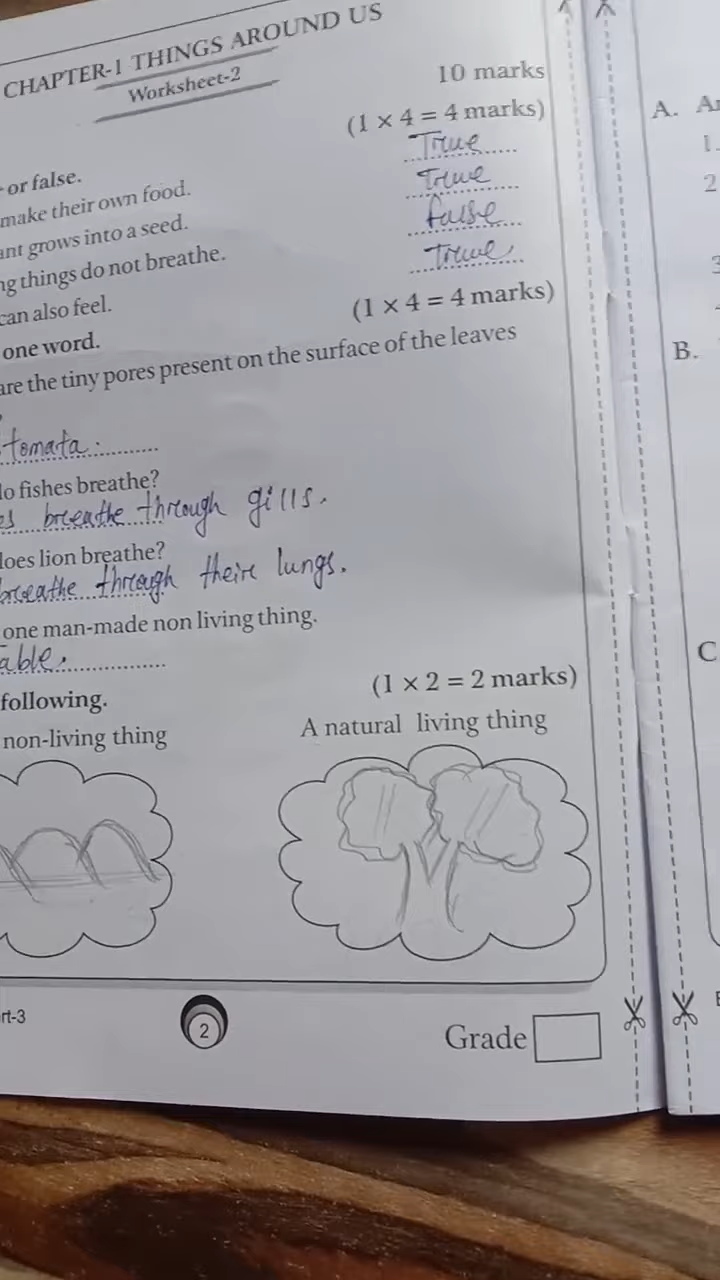 CHAPTER-1 THINGS AROUND US
Worksheet-2
10 marks
(1 × 4 = 4 marks)
or false.
make their own food. True
ant grows into a seed. True
ng things do not breathe. false
can also feel. True
one word. (1 × 4 = 4 marks)
are the tiny pores present on the surface of the leaves
tomata.
do fishes breathe?
es breathe through gills.
does lion breathe?
breathe through their lungs.
one man-made non living thing.
able.
following. (1 × 2 = 2 marks)
non-living thing A natural living thing
rt-3
2
Grade
A. A
1.
2
3
B.
C